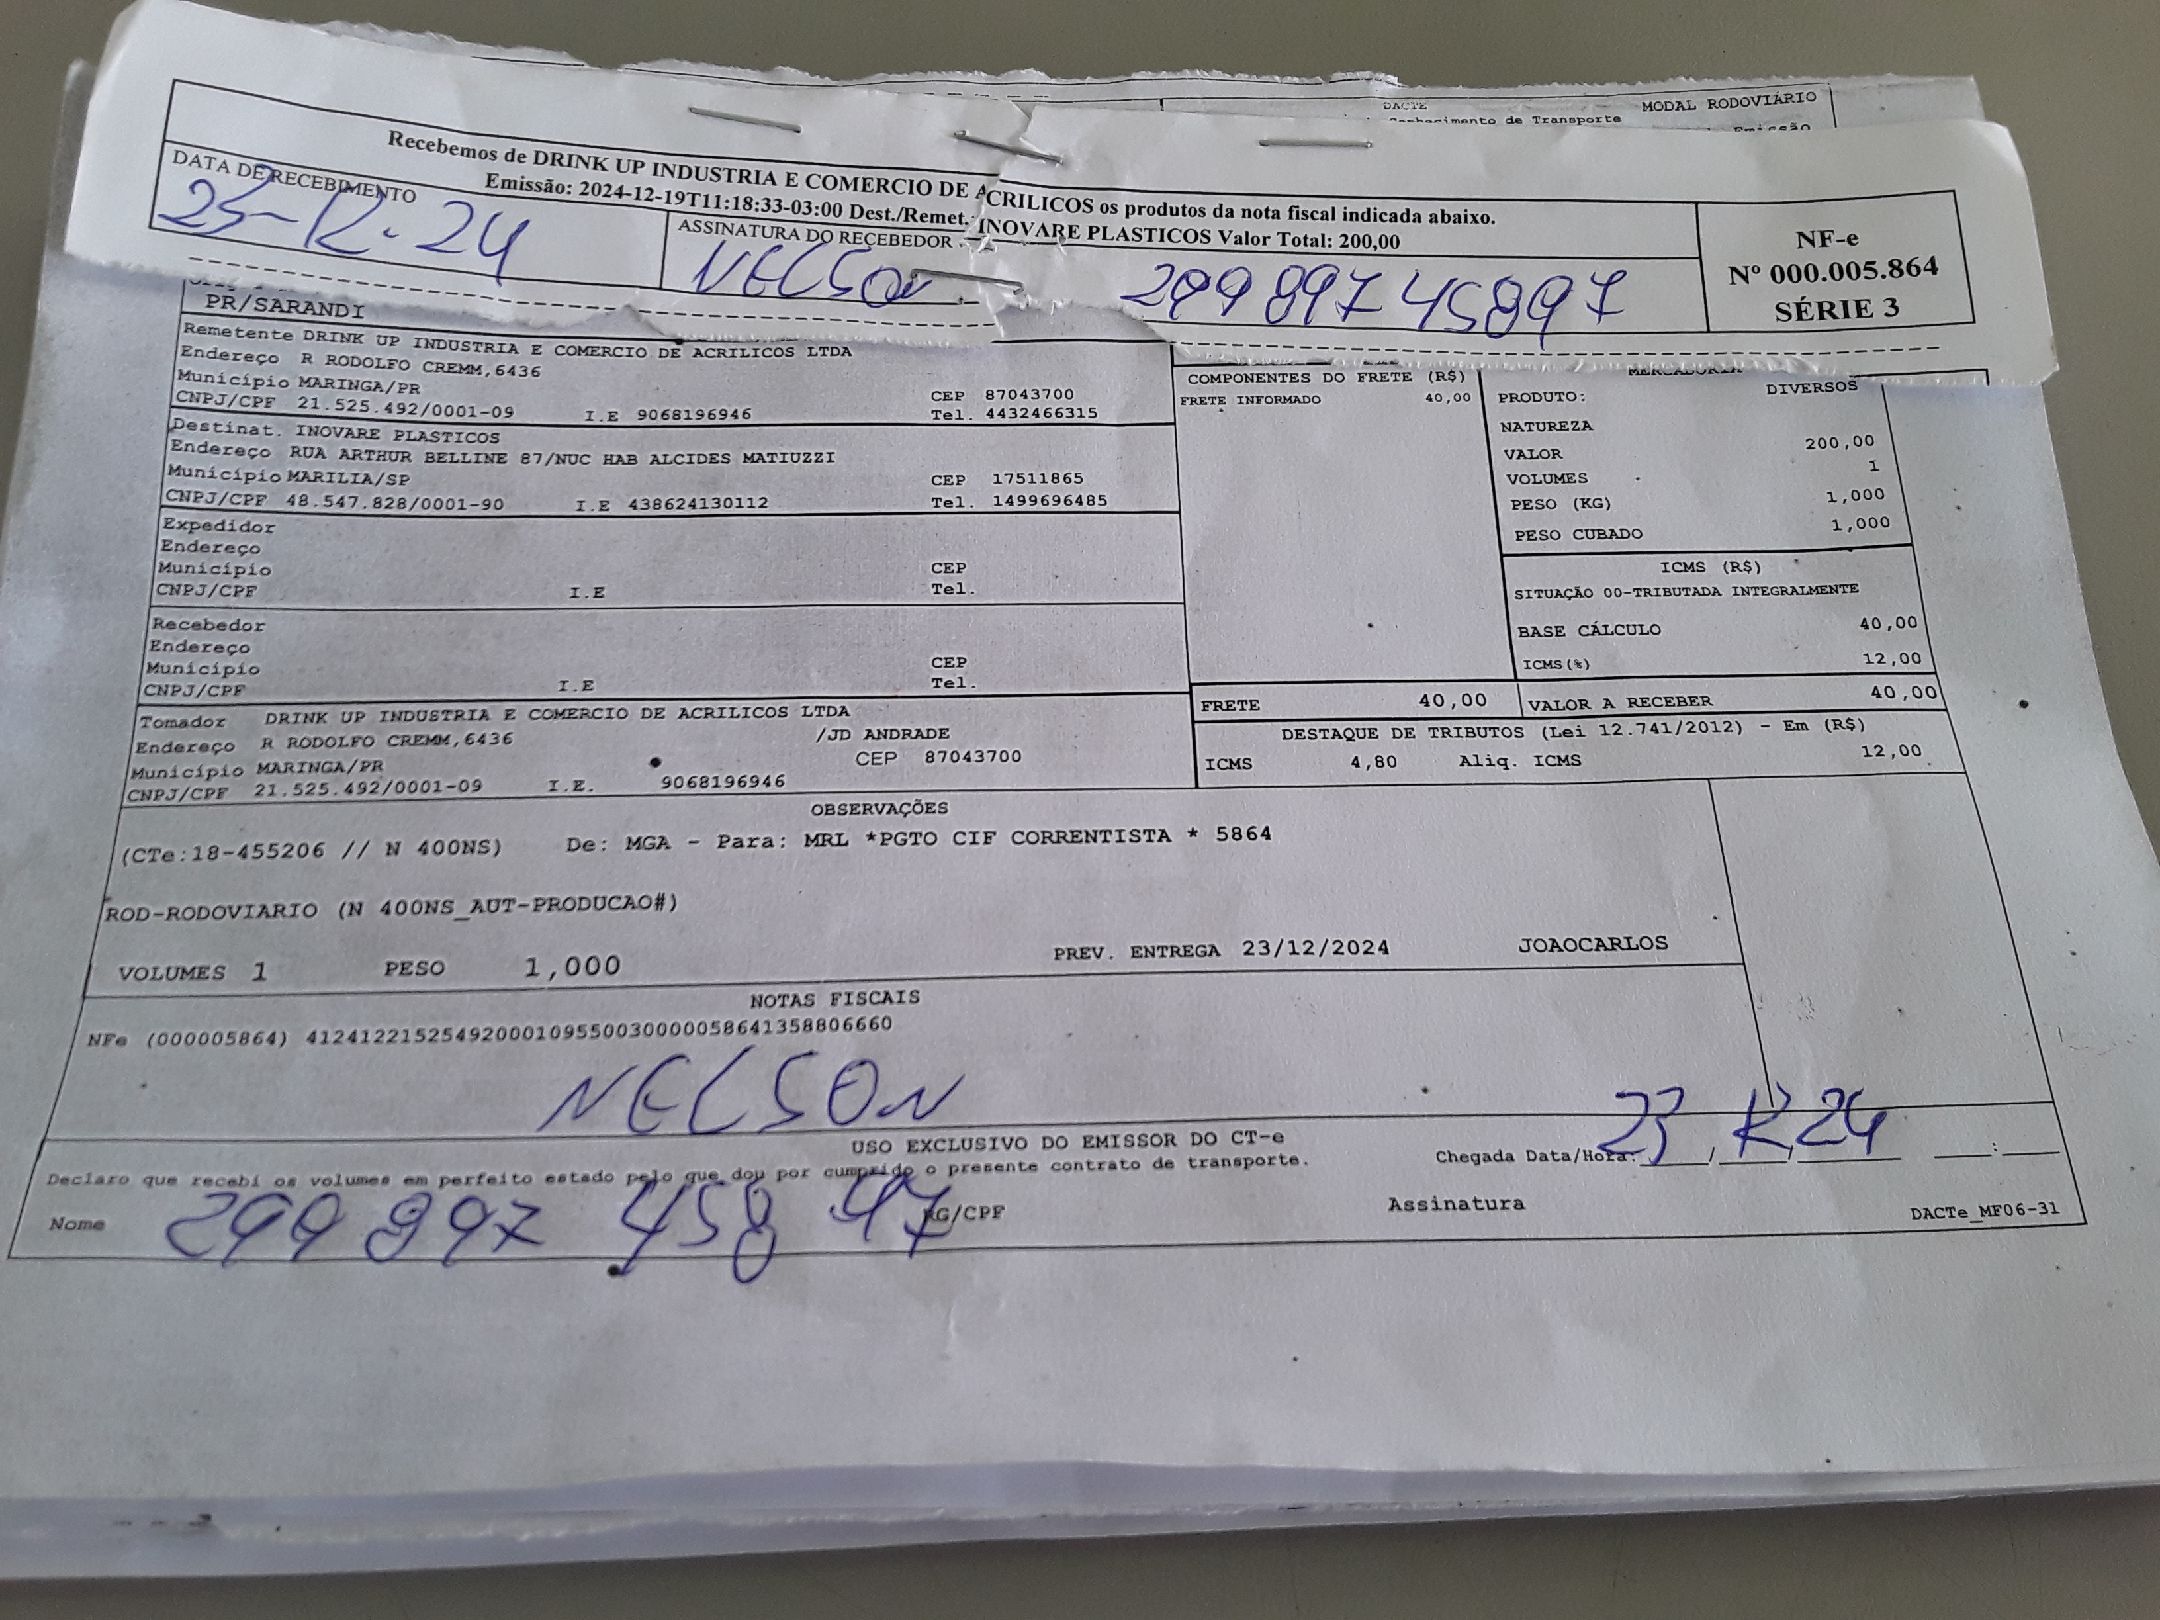 DACTE
MODAL RODOVIÁRIO
Conhecimento de Transporte
Emissão
Recebemos de DRINK UP INDUSTRIA E COMERCIO DE ACRILICOS os produtos da nota fiscal indicada abaixo.
Emissão: 2024-12-19T11:18:33-03:00 Dest./Remet. INOVARE PLASTICOS Valor Total: 200,00
DATA DE RECEBIMENTO
ASSINATURA DO RECEBEDOR
NELSON
NF-e
Nº 000.005.864
SÉRIE 3
PR/SARANDI
Remetente DRINK UP INDUSTRIA E COMERCIO DE ACRILICOS LTDA
Endereço R RODOLFO CREMM,6436
Município MARINGA/PR CEP 87043700
CNPJ/CPF 21.525.492/0001-09 I.E 9068196946 Tel. 4432466315
Destinat. INOVARE PLASTICOS
Endereço RUA ARTHUR BELLINE 87/NUC HAB ALCIDES MATIUZZI
Município MARILIA/SP CEP 17511865
CNPJ/CPF 48.547.828/0001-90 I.E 438624130112 Tel. 1499696485
Expedidor
Endereço
Município CEP
CNPJ/CPF I.E Tel.
Recebedor
Endereço
Município CEP
CNPJ/CPF I.E Tel.
Tomador DRINK UP INDUSTRIA E COMERCIO DE ACRILICOS LTDA
Endereço R RODOLFO CREMM,6436 /JD ANDRADE
Município MARINGA/PR CEP 87043700
CNPJ/CPF 21.525.492/0001-09 I.E. 9068196946
COMPONENTES DO FRETE (R$)
FRETE INFORMADO 40,00
MERCADORIA
PRODUTO: DIVERSOS
NATUREZA
VALOR 200,00
VOLUMES 1
PESO (KG) 1,000
PESO CUBADO 1,000
ICMS (R$)
SITUAÇÃO 00-TRIBUTADA INTEGRALMENTE
BASE CÁLCULO 40,00
ICMS(%) 12,00
FRETE 40,00 VALOR A RECEBER 40,00
DESTAQUE DE TRIBUTOS (Lei 12.741/2012) - Em (R$)
ICMS 4,80 Aliq. ICMS 12,00
OBSERVAÇÕES
(CTe:18-455206 // N 400NS) De: MGA - Para: MRL *PGTO CIF CORRENTISTA * 5864
ROD-RODOVIARIO (N 400NS_AUT-PRODUCAO#)
VOLUMES 1 PESO 1,000 PREV. ENTREGA 23/12/2024 JOAOCARLOS
NOTAS FISCAIS
NFe (000005864) 41241221525492000109550030000058641358806660
NELSON
USO EXCLUSIVO DO EMISSOR DO CT-e
Declaro que recebi os volumes em perfeito estado pelo que dou por cumprido o presente contrato de transporte.
Chegada Data/Hora: 23 / 12 / 24 :
Nome RG/CPF Assinatura
DACTe_MF06-31